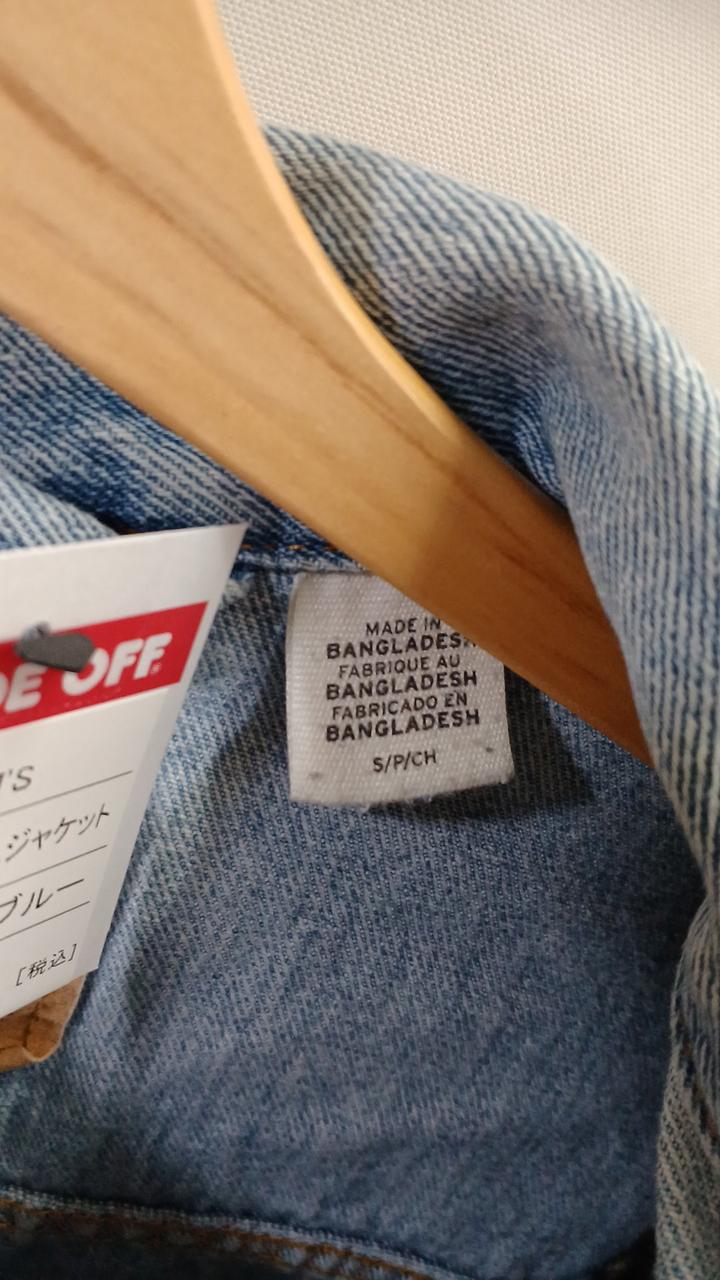 DE OFF
'S
ジャケット
ブルー
[税込]
MADE IN
BANGLADESH
FABRIQUE AU
BANGLADESH
FABRICADO EN
BANGLADESH
S/P/CH